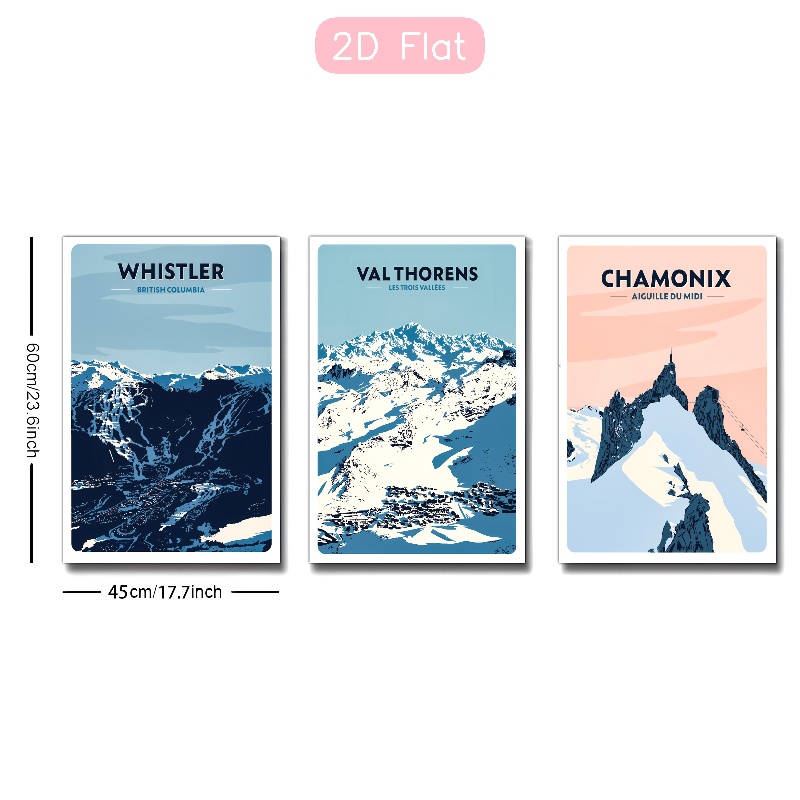 2D Flat
WHISTLER
BRITISH COLUMBIA
VAL THORENS
LES TROIS VALLÉES
CHAMONIX
AIGUILLE DU MIDI
60cm/23.6inch
45cm/17.7inch